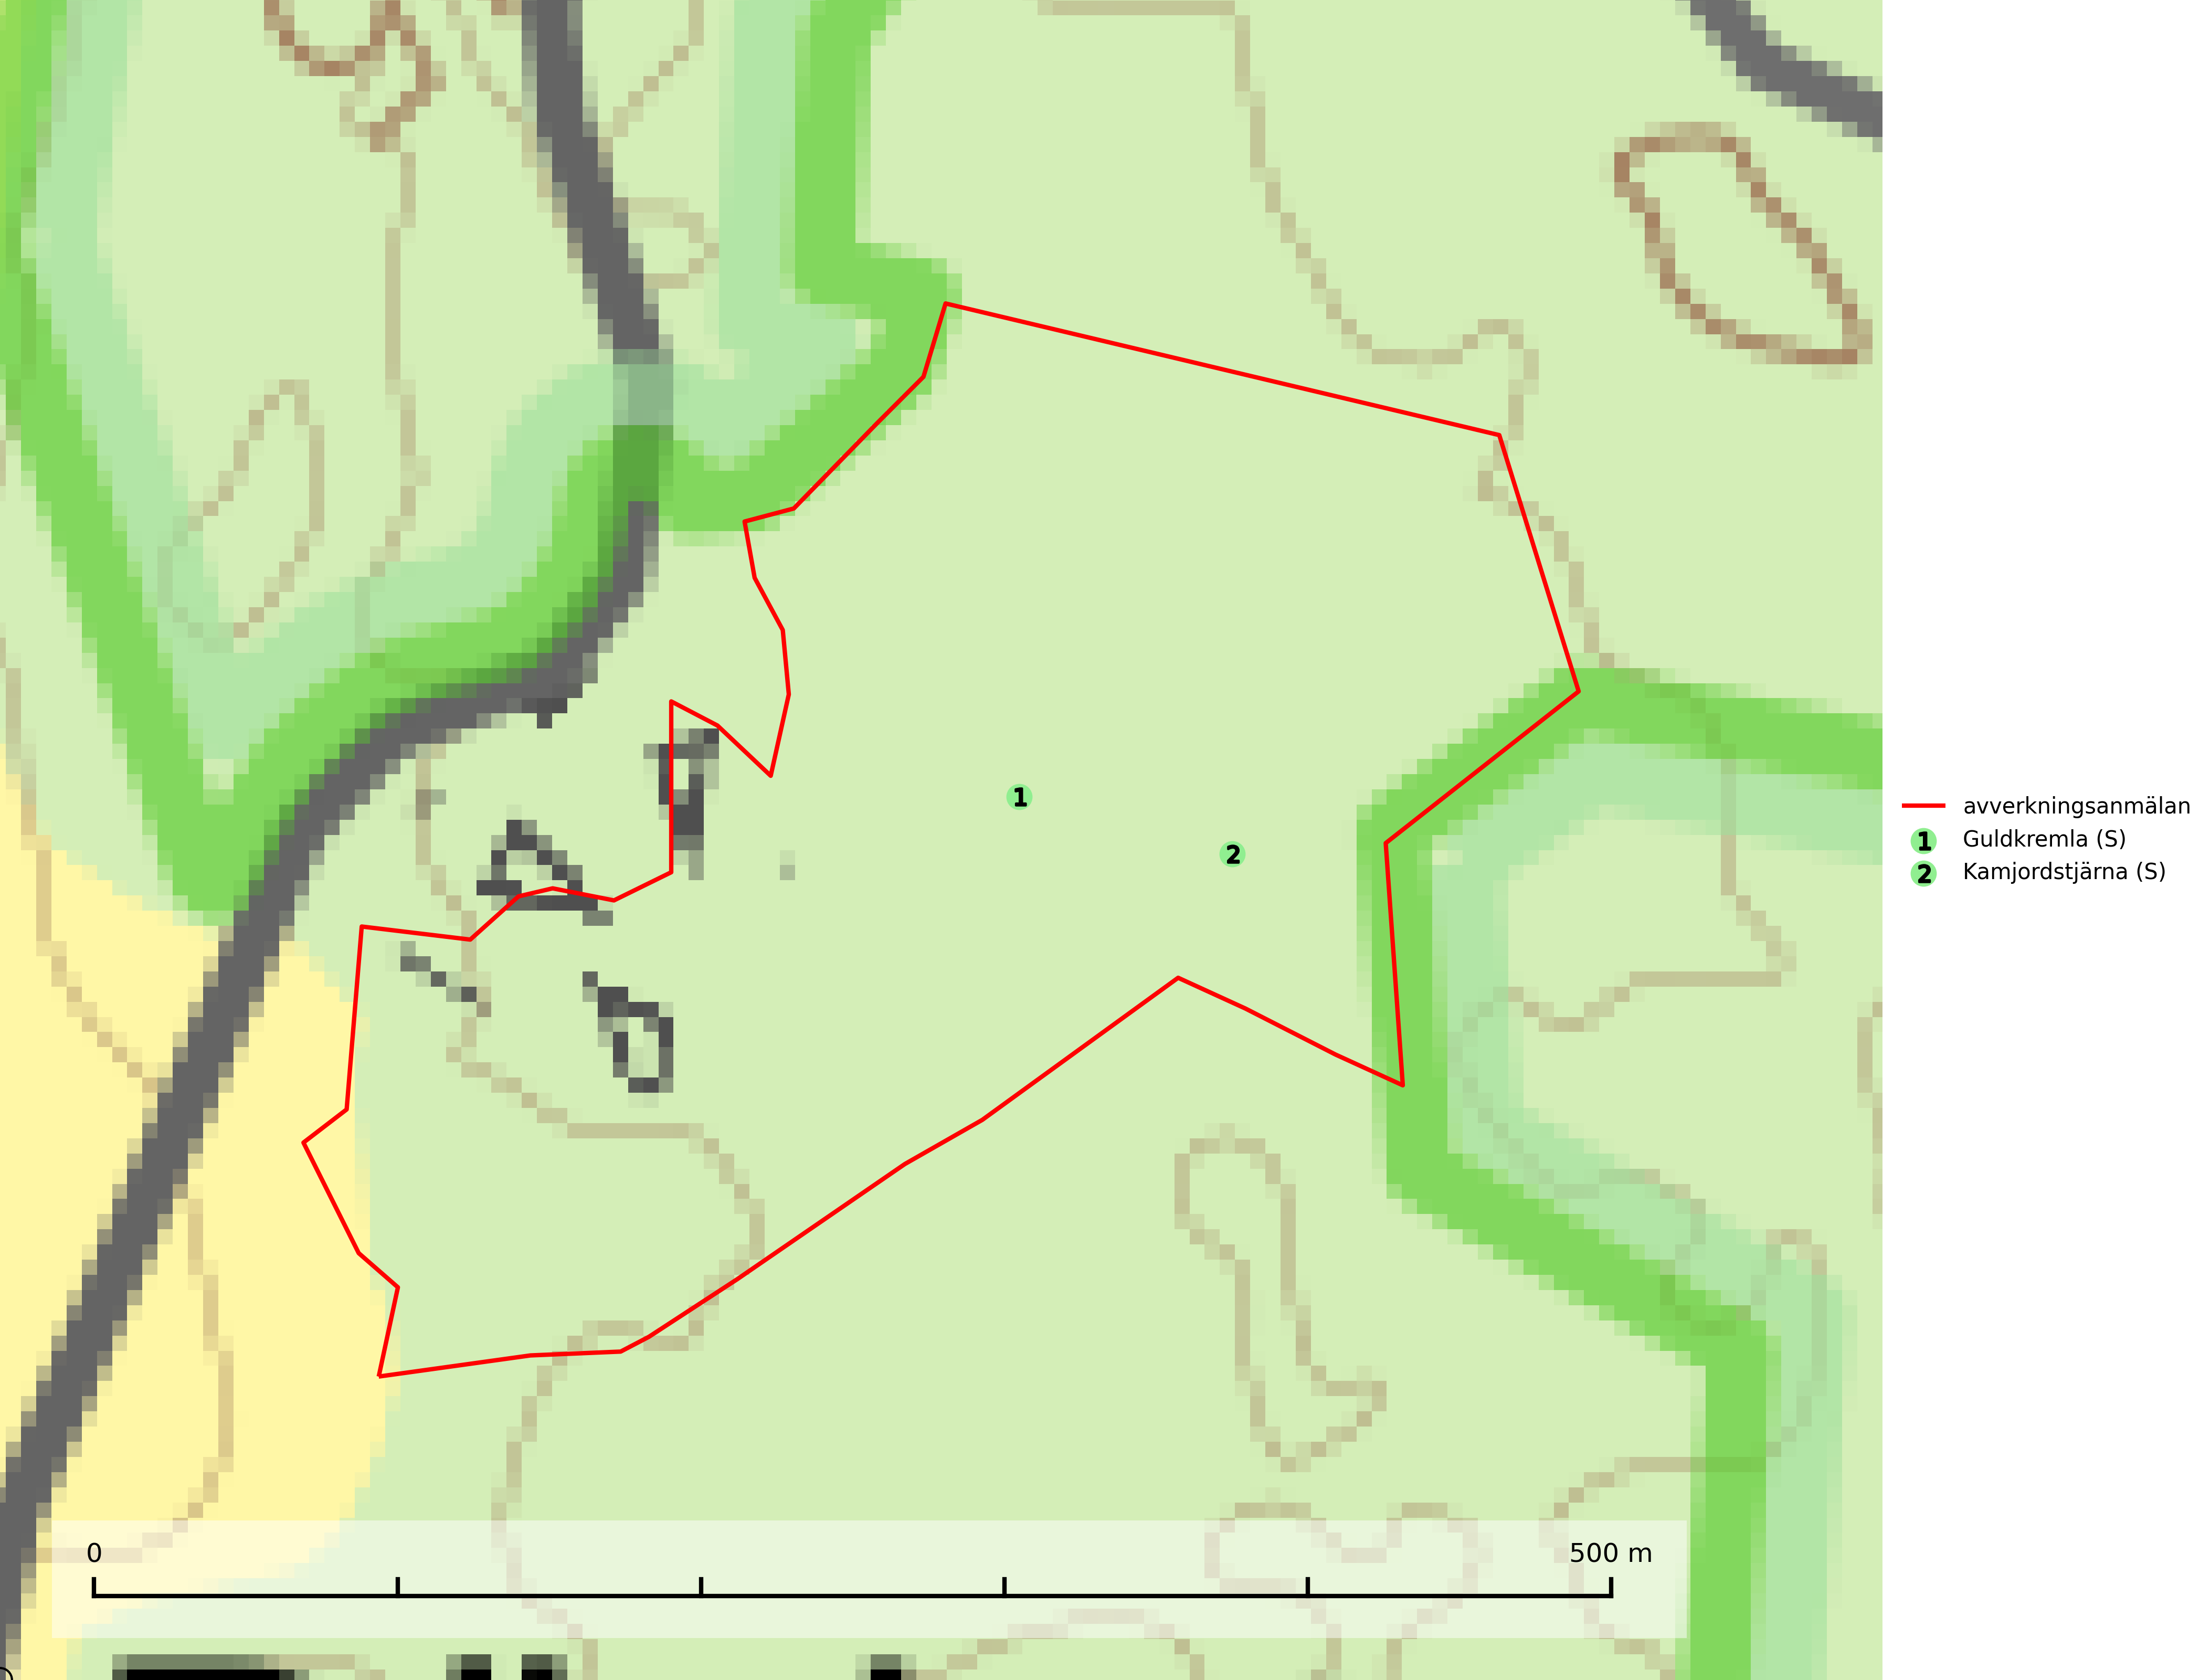 1
2
avverkningsanmälan
1 Guldkremla (S)
2 Kamjordstjärna (S)
0 500 m